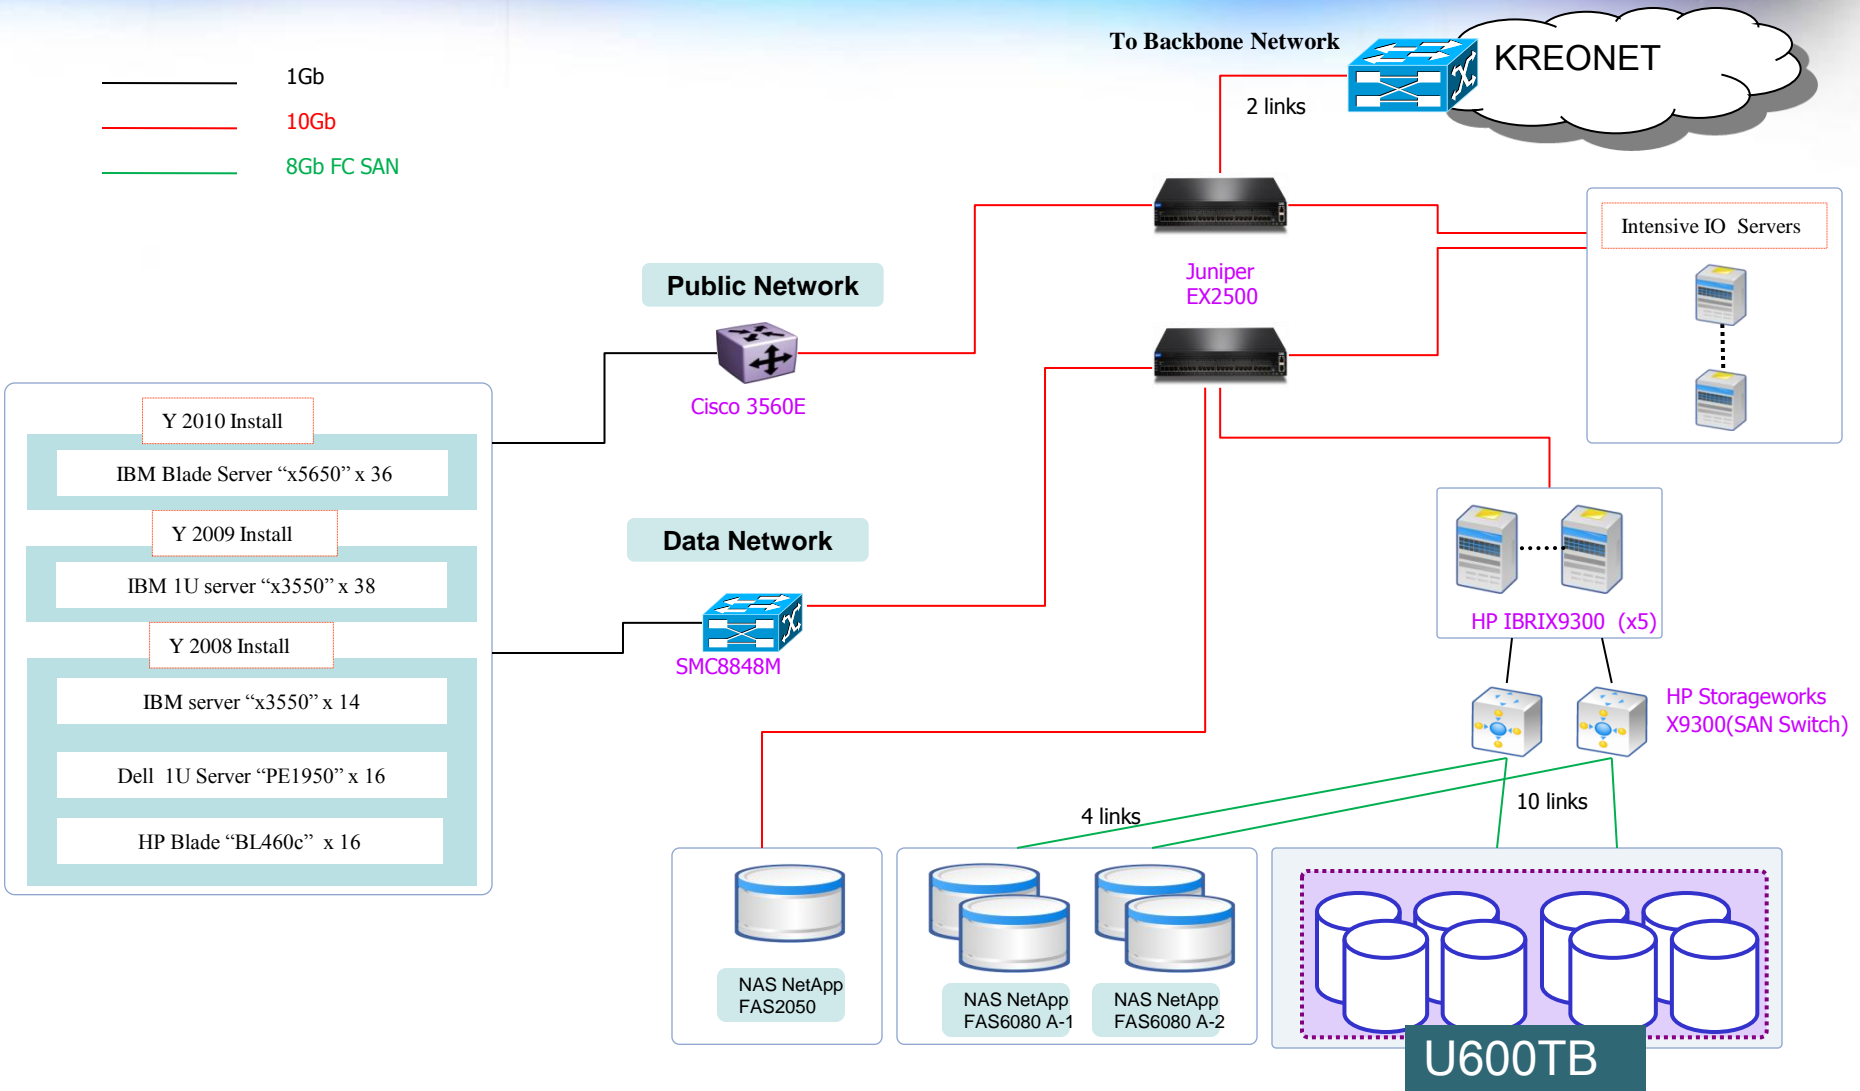 To Backbone Network
KREONET
1Gb
10Gb
8Gb FC SAN
2 links
Intensive IO Servers
Juniper
EX2500
Public Network
Cisco 3560E
Y 2010 Install
IBM Blade Server “x5650” x 36
Y 2009 Install
IBM 1U server “x3550” x 38
Y 2008 Install
IBM server “x3550” x 14
Dell 1U Server “PE1950” x 16
HP Blade “BL460c” x 16
Data Network
SMC8848M
HP IBRIX9300 (x5)
HP Storageworks
X9300(SAN Switch)
4 links
10 links
NAS NetApp
FAS2050
NAS NetApp
FAS6080 A-1
NAS NetApp
FAS6080 A-2
U600TB